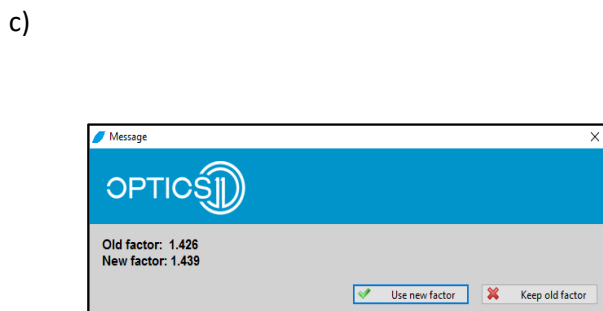 c)
Message
OPTICS11
Old factor: 1.426
New factor: 1.439
Use new factor
Keep old factor